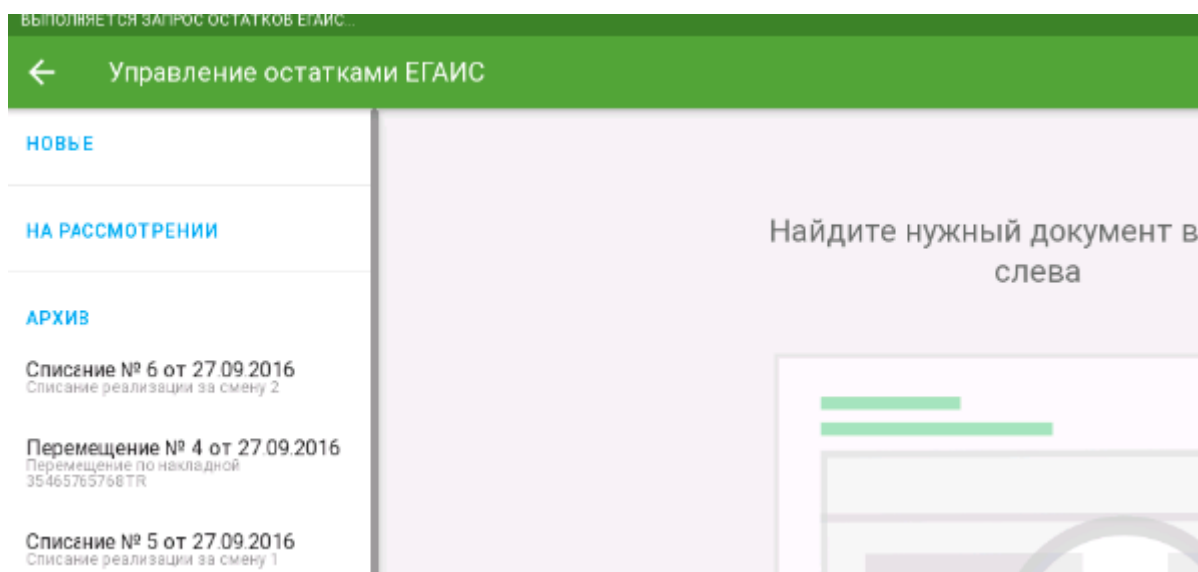 ВЫПОЛНЯЕТСЯ ЗАПРОС ОСТАТКОВ ЕГАИС...
Управление остатками ЕГАИС
НОВЫЕ
НА РАССМОТРЕНИИ
АРХИВ
Списание № 6 от 27.09.2016
Списание реализации за смену 2
Перемещение № 4 от 27.09.2016
Перемещение по накладной
35465765768TR
Списание № 5 от 27.09.2016
Списание реализации за смену 1
Найдите нужный документ в
слева